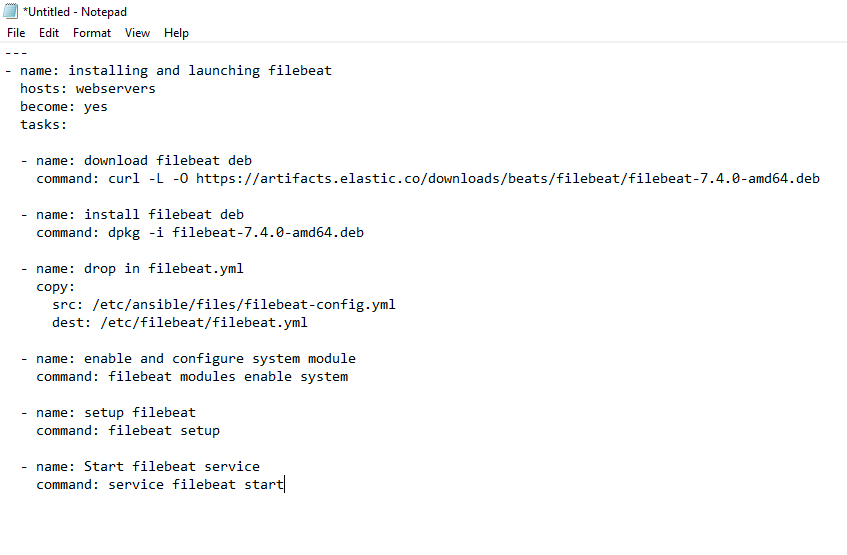 *Untitled - Notepad
File Edit Format View Help
---
- name: installing and launching filebeat
  hosts: webservers
  become: yes
  tasks:

  - name: download filebeat deb
    command: curl -L -O https://artifacts.elastic.co/downloads/beats/filebeat/filebeat-7.4.0-amd64.deb

  - name: install filebeat deb
    command: dpkg -i filebeat-7.4.0-amd64.deb

  - name: drop in filebeat.yml
    copy:
      src: /etc/ansible/files/filebeat-config.yml
      dest: /etc/filebeat/filebeat.yml

  - name: enable and configure system module
    command: filebeat modules enable system

  - name: setup filebeat
    command: filebeat setup

  - name: Start filebeat service
    command: service filebeat start